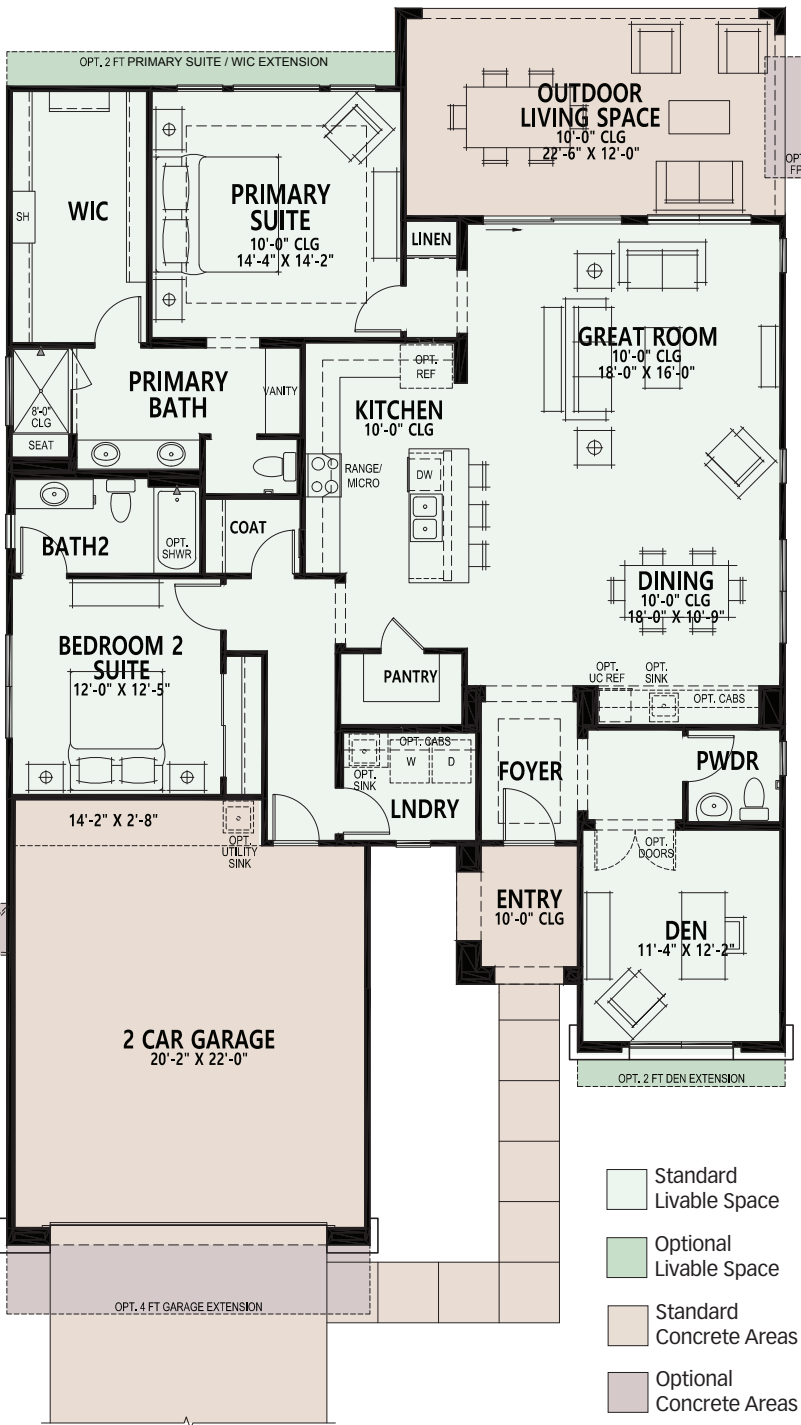 OPT. 2 FT PRIMARY SUITE / WIC EXTENSION
OUTDOOR
LIVING SPACE
10'-0" CLG
22'-6" X 12'-0"
OPT
FP
WIC
SH
PRIMARY
SUITE
10'-0" CLG
14'-4" X 14'-2"
LINEN
GREAT ROOM
10'-0" CLG
18'-0" X 16'-0"
8'-0"
CLG
SEAT
PRIMARY
BATH
VANITY
OPT.
REF
KITCHEN
10'-0" CLG
RANGE/
MICRO
DW
BATH2
OPT.
SHWR
COAT
DINING
10'-0" CLG
18'-0" X 10'-9"
BEDROOM 2
SUITE
12'-0" X 12'-5"
PANTRY
OPT.
UC REF
OPT.
SINK
OPT. CABS
OPT. CABS
OPT.
SINK
W
D
LNDRY
FOYER
PWDR
14'-2" X 2'-8"
OPT.
UTILITY
SINK
OPT.
DOORS
ENTRY
10'-0" CLG
DEN
11'-4" X 12'-2"
2 CAR GARAGE
20'-2" X 22'-0"
OPT. 2 FT DEN EXTENSION
OPT. 4 FT GARAGE EXTENSION
Standard
Livable Space
Optional
Livable Space
Standard
Concrete Areas
Optional
Concrete Areas